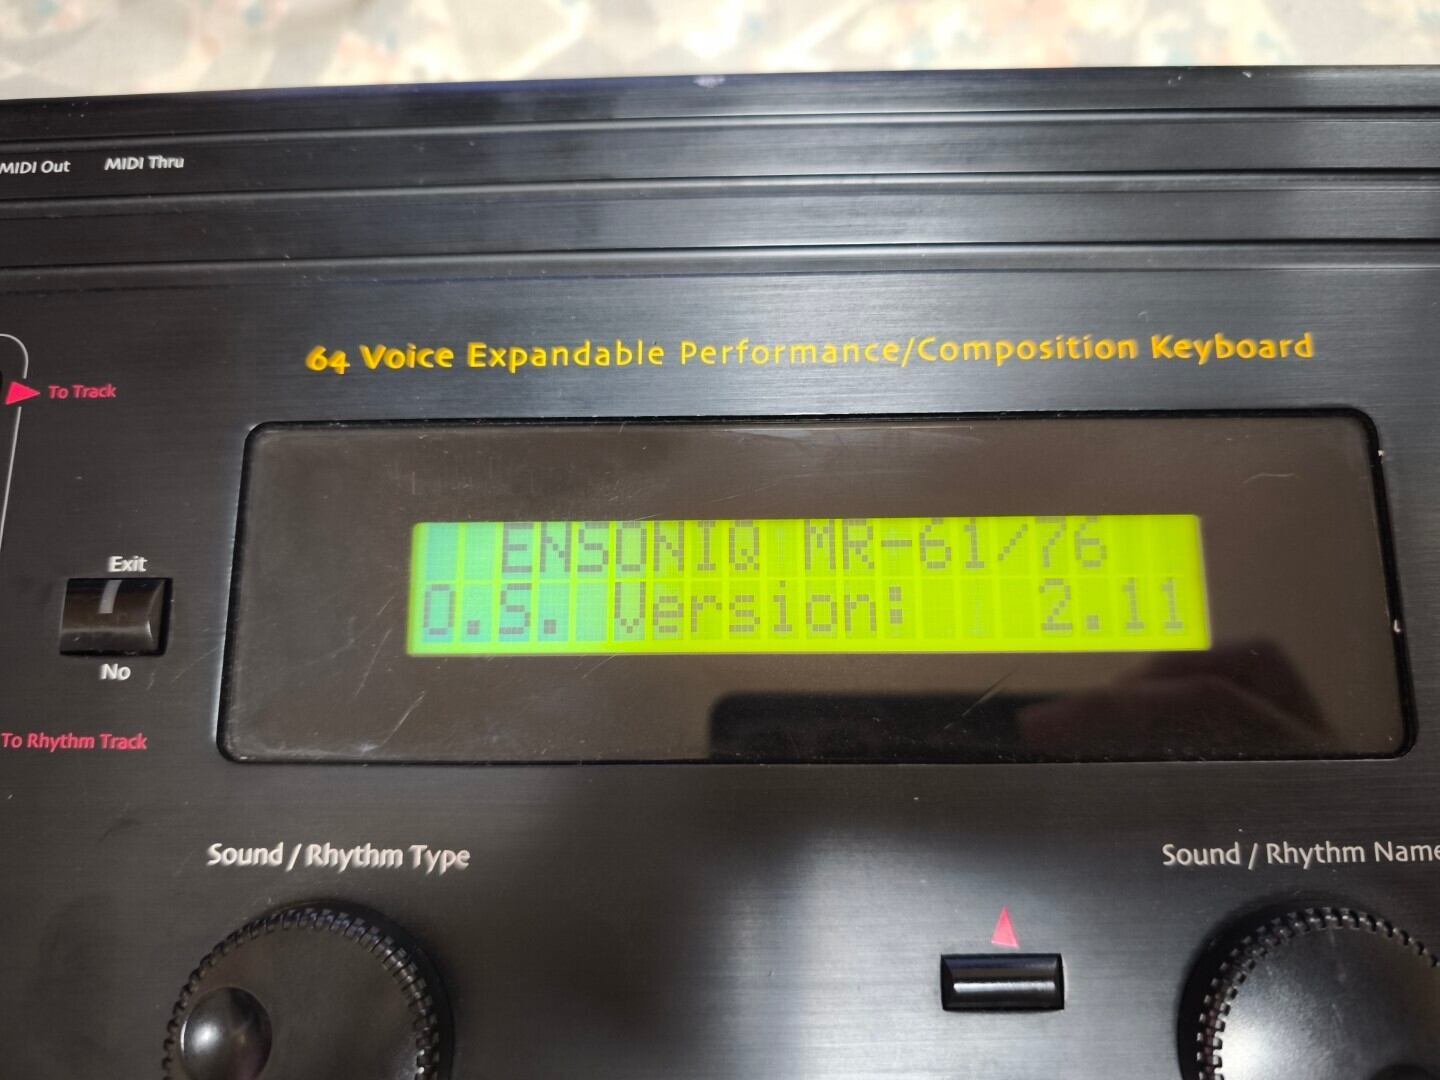 MIDI Out MIDI Thru
64 Voice Expandable Performance/Composition Keyboard
To Track
ENSONIQ MR-61/76
O.S. Version: 2.11
Exit
No
To Rhythm Track
Sound / Rhythm Type
Sound / Rhythm Name